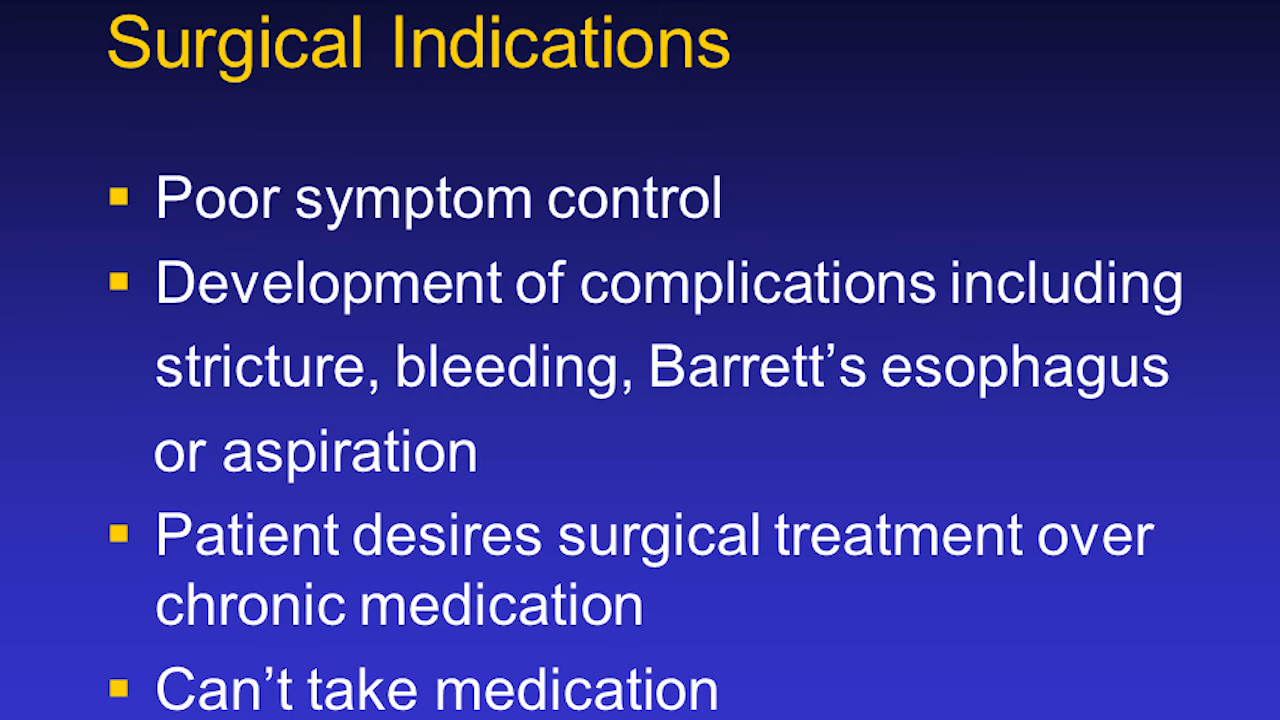 Surgical Indications
▪ Poor symptom control
▪ Development of complications including
stricture, bleeding, Barrett’s esophagus
or aspiration
▪ Patient desires surgical treatment over
chronic medication
▪ Can’t take medication